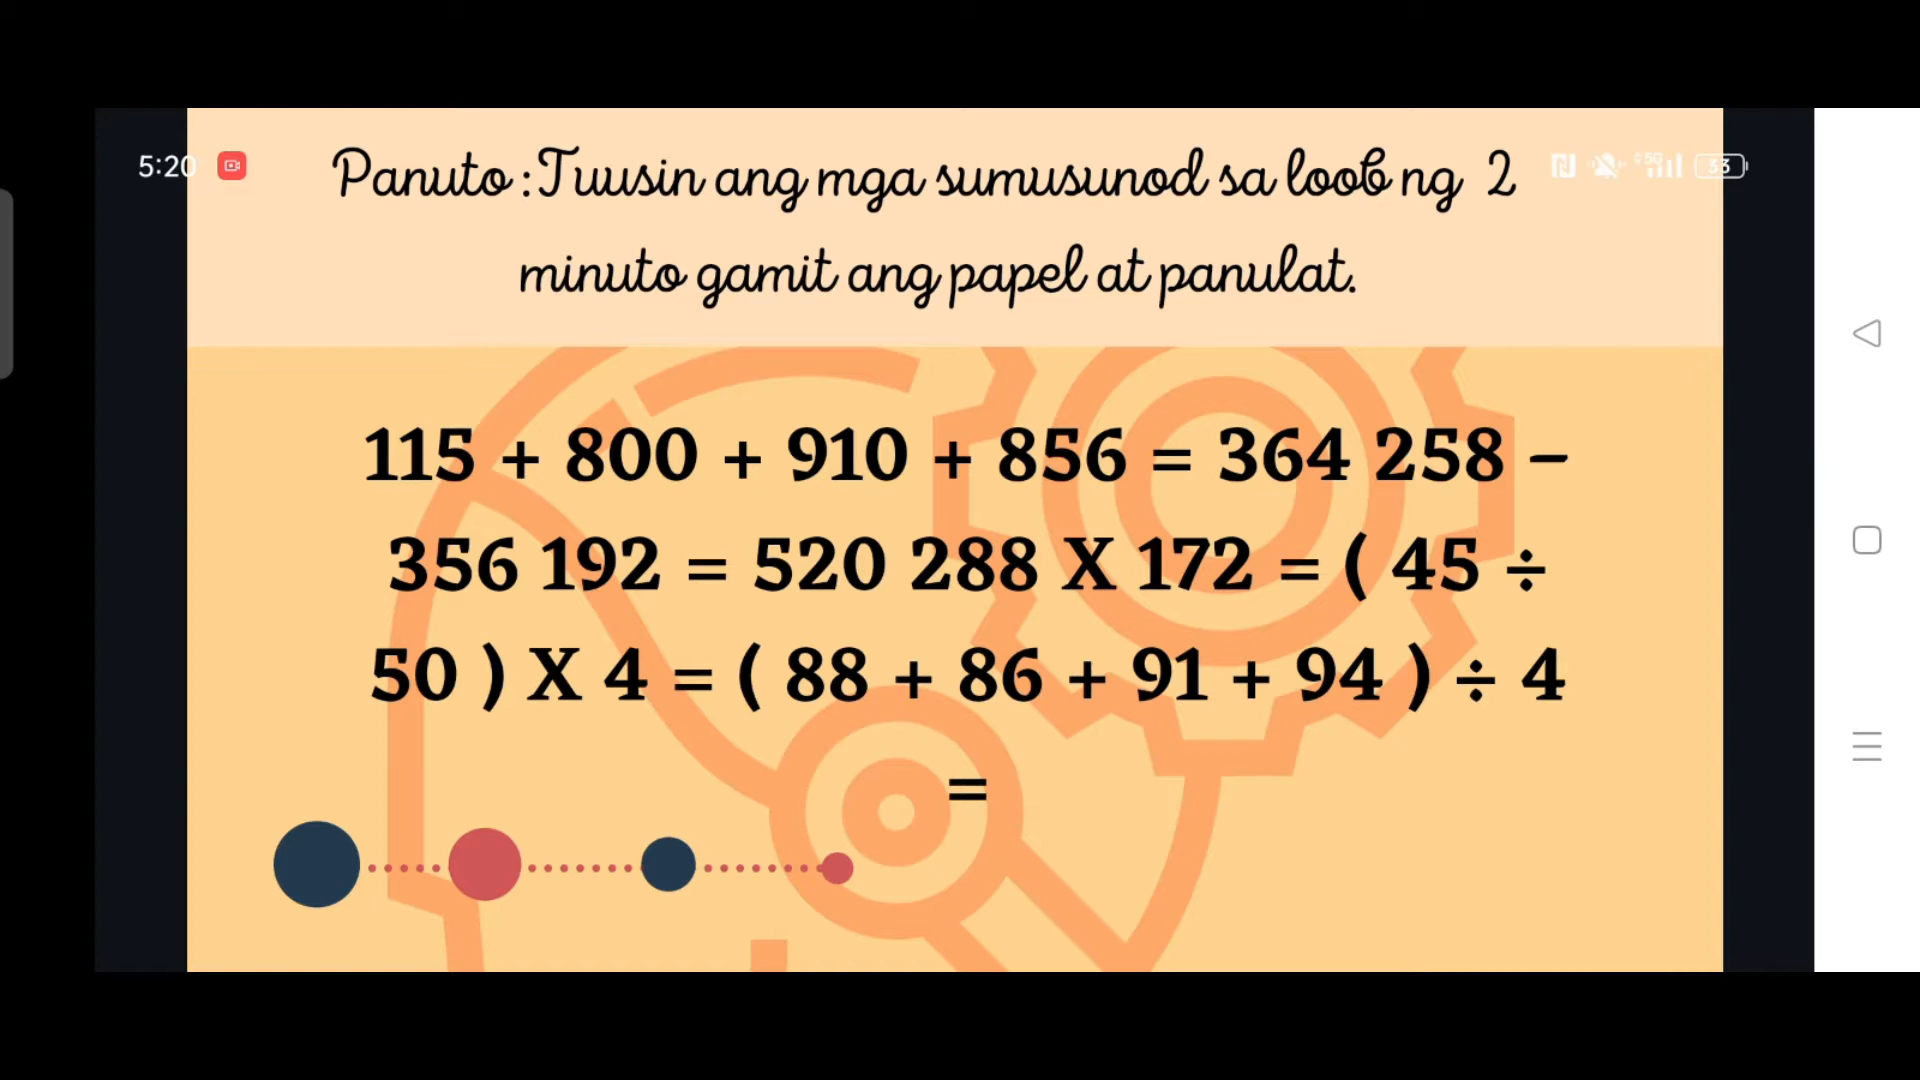 5:20
33
Panuto :Tuusin ang mga sumusunod sa loob ng 2
minuto gamit ang papel at panulat.
115 + 800 + 910 + 856 = 364 258 –
356 192 = 520 288 X 172 = ( 45 ÷
50 ) X 4 = ( 88 + 86 + 91 + 94 ) ÷ 4
=